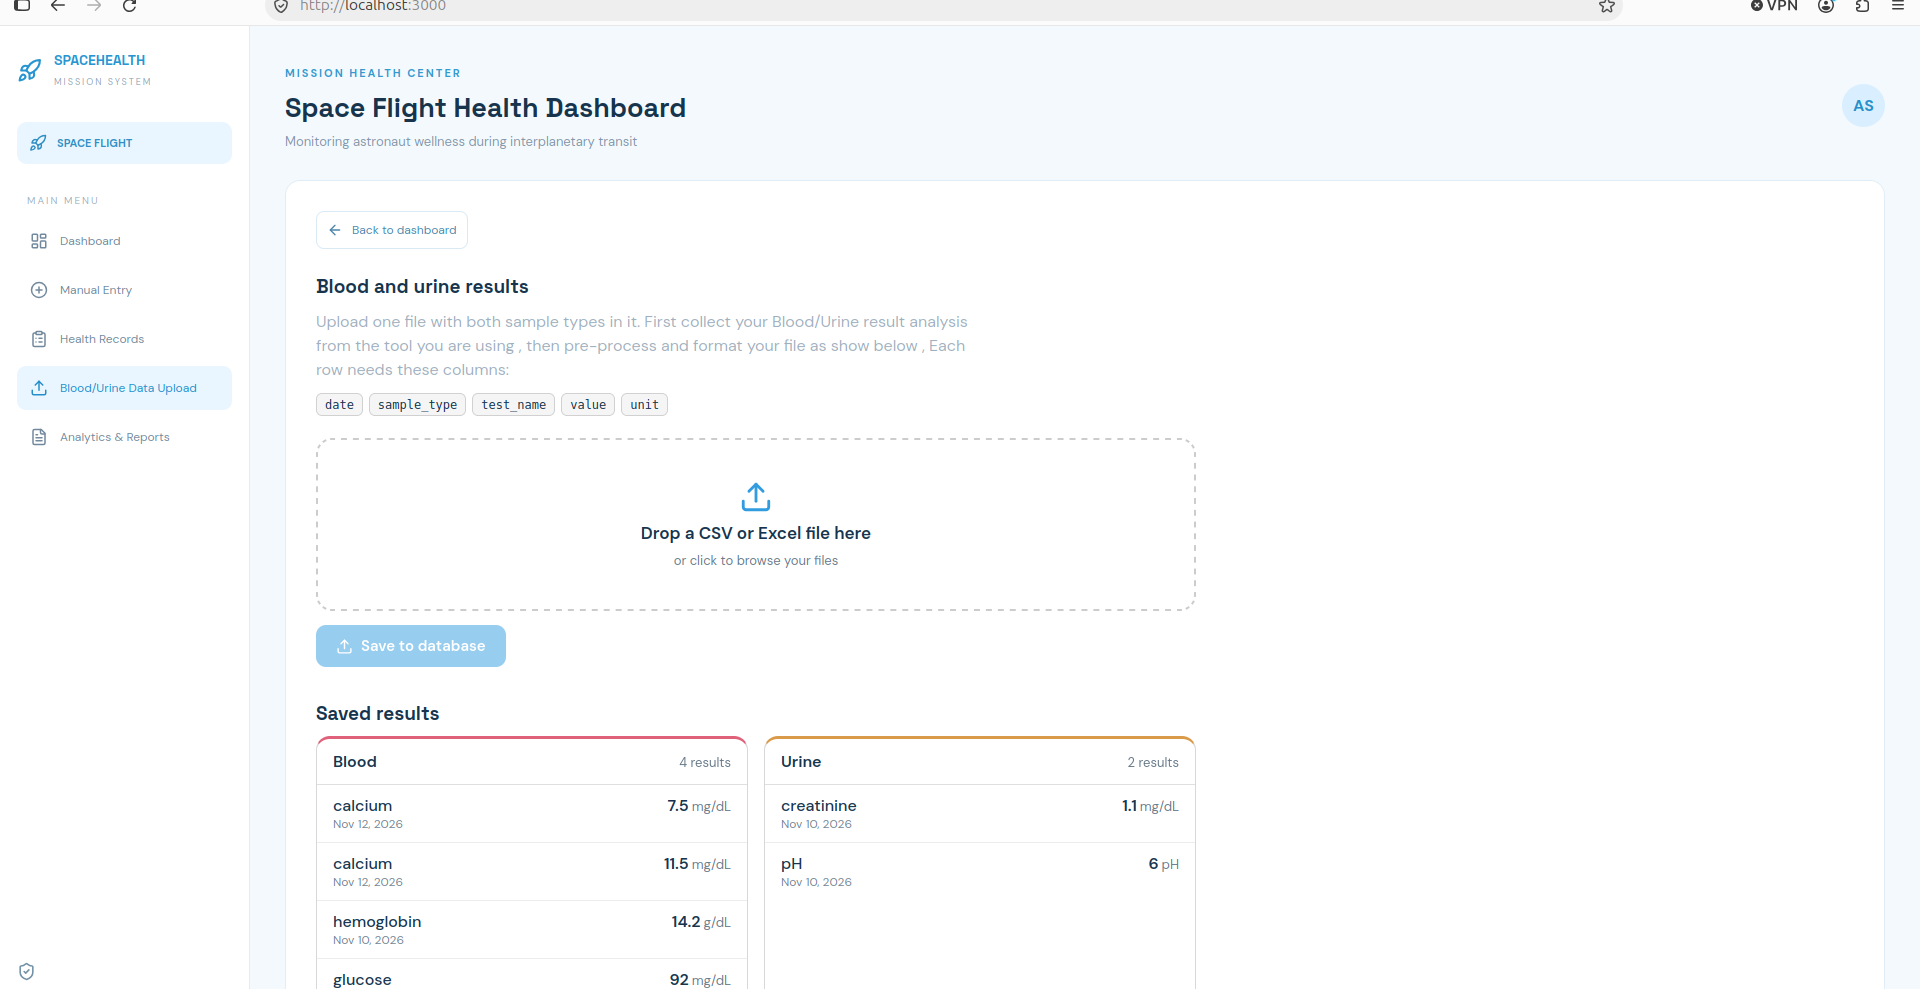 http://localhost:3000
VPN
SPACEHEALTH
MISSION SYSTEM
SPACE FLIGHT
MAIN MENU
Dashboard
Manual Entry
Health Records
Blood/Urine Data Upload
Analytics & Reports
MISSION HEALTH CENTER
Space Flight Health Dashboard
Monitoring astronaut wellness during interplanetary transit
AS
Back to dashboard
Blood and urine results
Upload one file with both sample types in it. First collect your Blood/Urine result analysis
from the tool you are using , then pre-process and format your file as show below , Each
row needs these columns:
date sample_type test_name value unit
Drop a CSV or Excel file here
or click to browse your files
Save to database
Saved results
Blood 4 results
calcium 7.5 mg/dL
Nov 12, 2026
calcium 11.5 mg/dL
Nov 12, 2026
hemoglobin 14.2 g/dL
Nov 10, 2026
glucose 92 mg/dL
Urine 2 results
creatinine 1.1 mg/dL
Nov 10, 2026
pH 6 pH
Nov 10, 2026